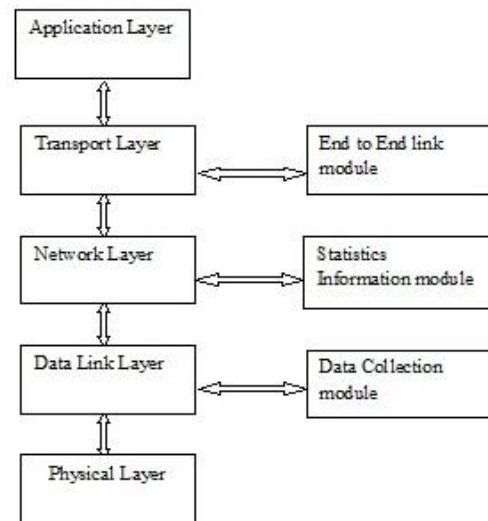 Application Layer
Transport Layer
End to End link
module
Network Layer
Statistics
Information module
Data Link Layer
Data Collection
module
Physical Layer